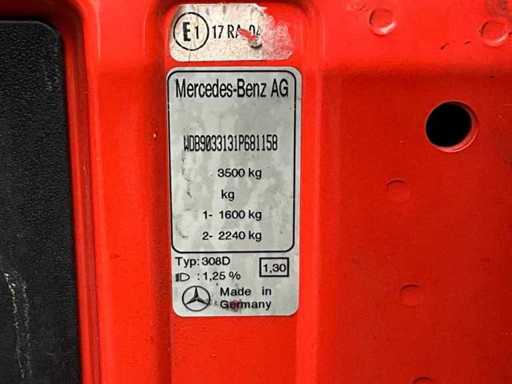 E1 17 RA-04
Mercedes-Benz AG
WDB9033131P681158
3500 kg
kg
1- 1600 kg
2- 2240 kg
Typ: 308D
: 1,25 % 1,30
Made in
Germany